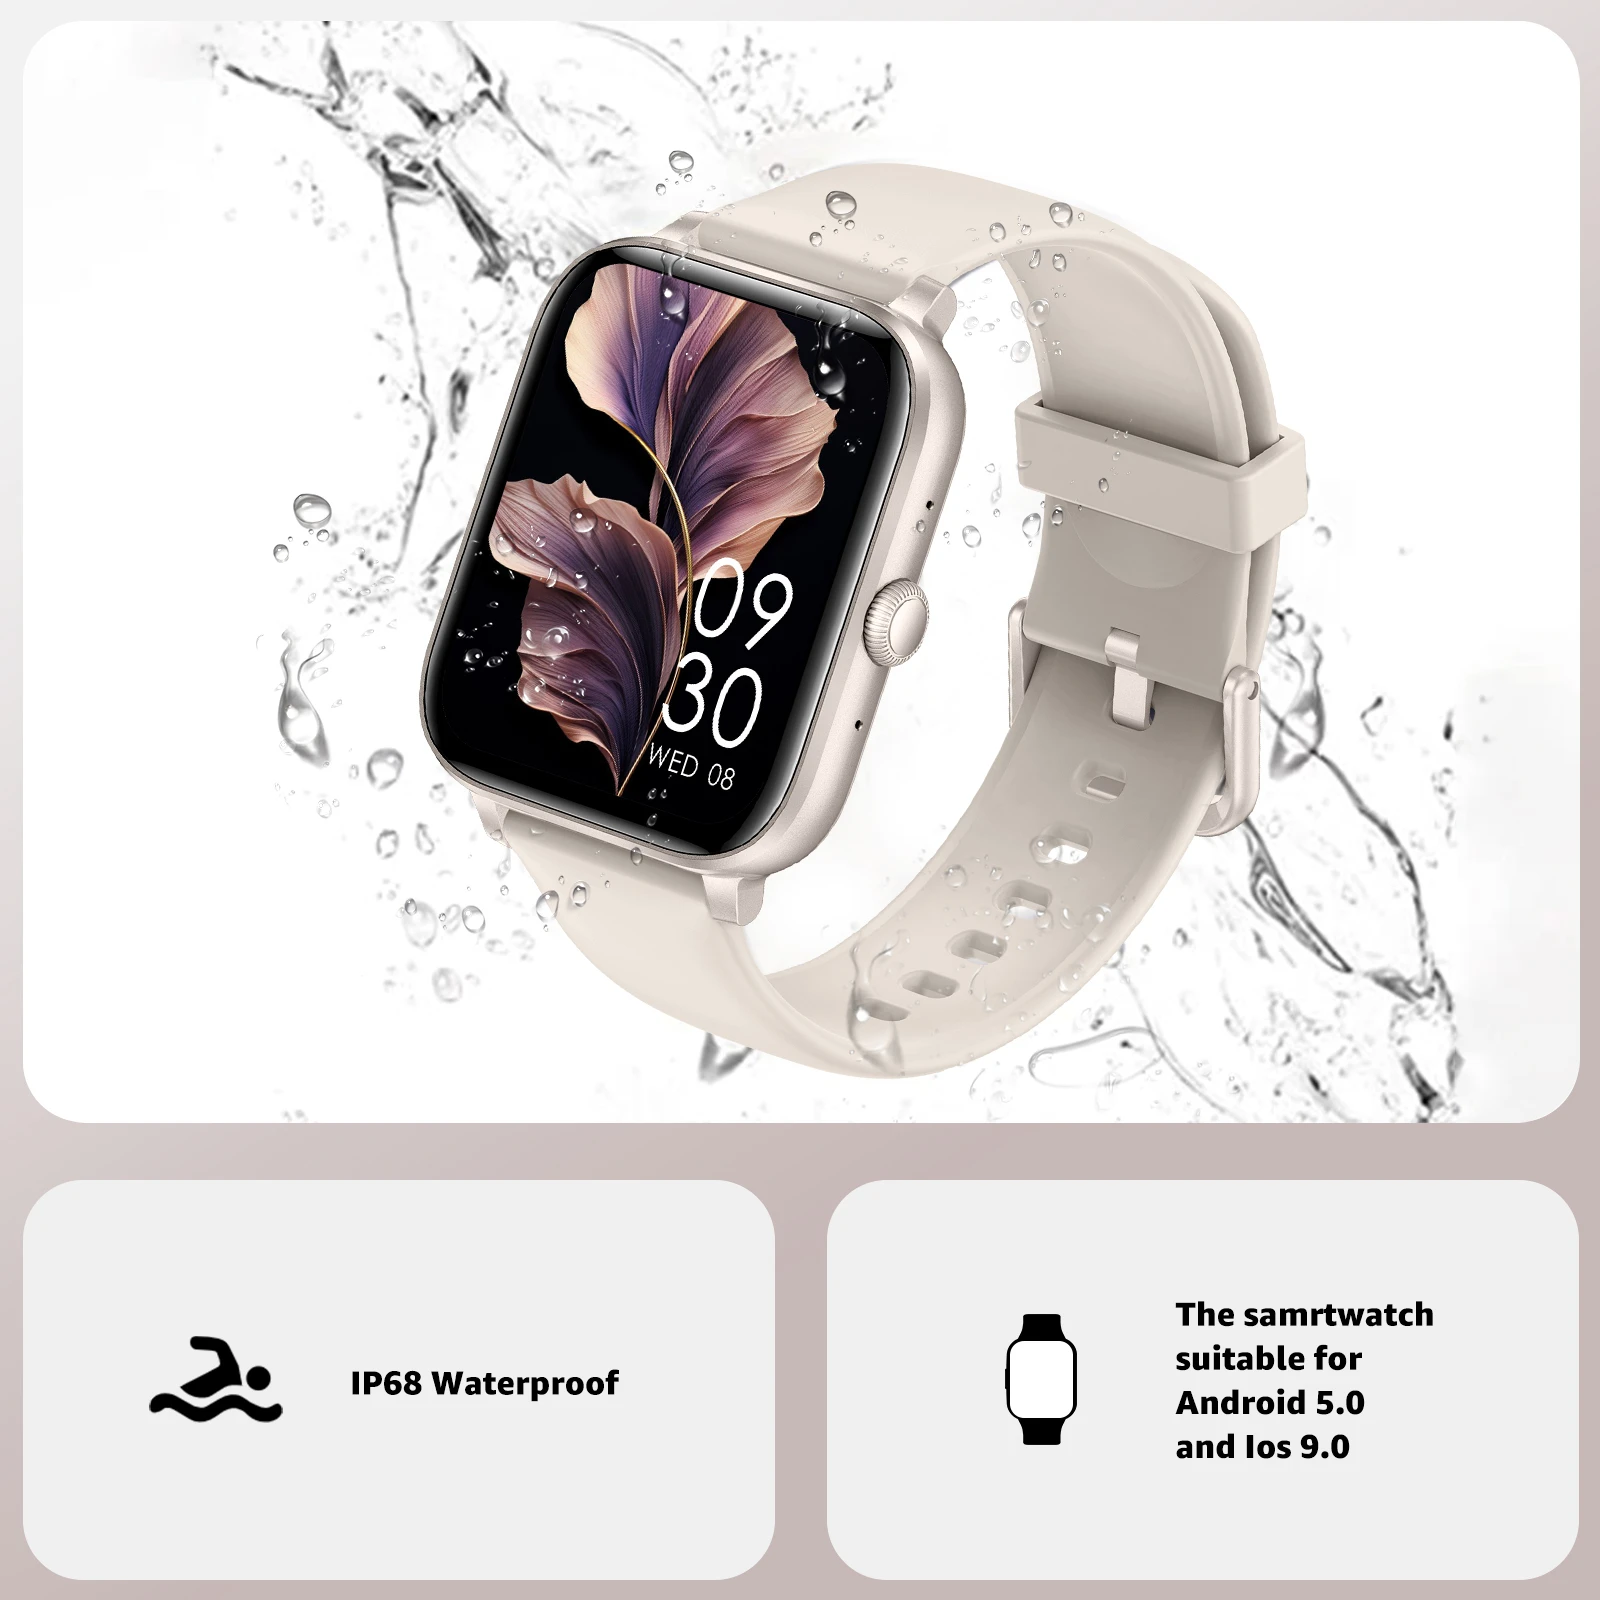 09
30
WED 08
IP68 Waterproof
The samrtwatch
suitable for
Android 5.0
and Ios 9.0